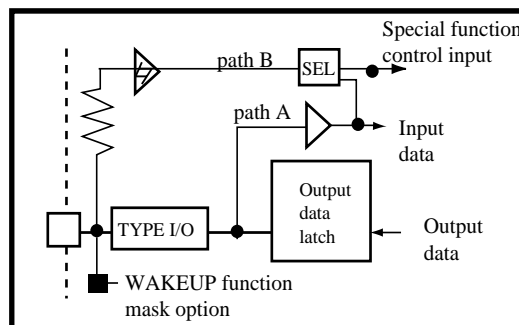 Special function
control input
path B
SEL
path A
Input
data
Output
data
latch
TYPE I/O
Output
data
WAKEUP function
mask option